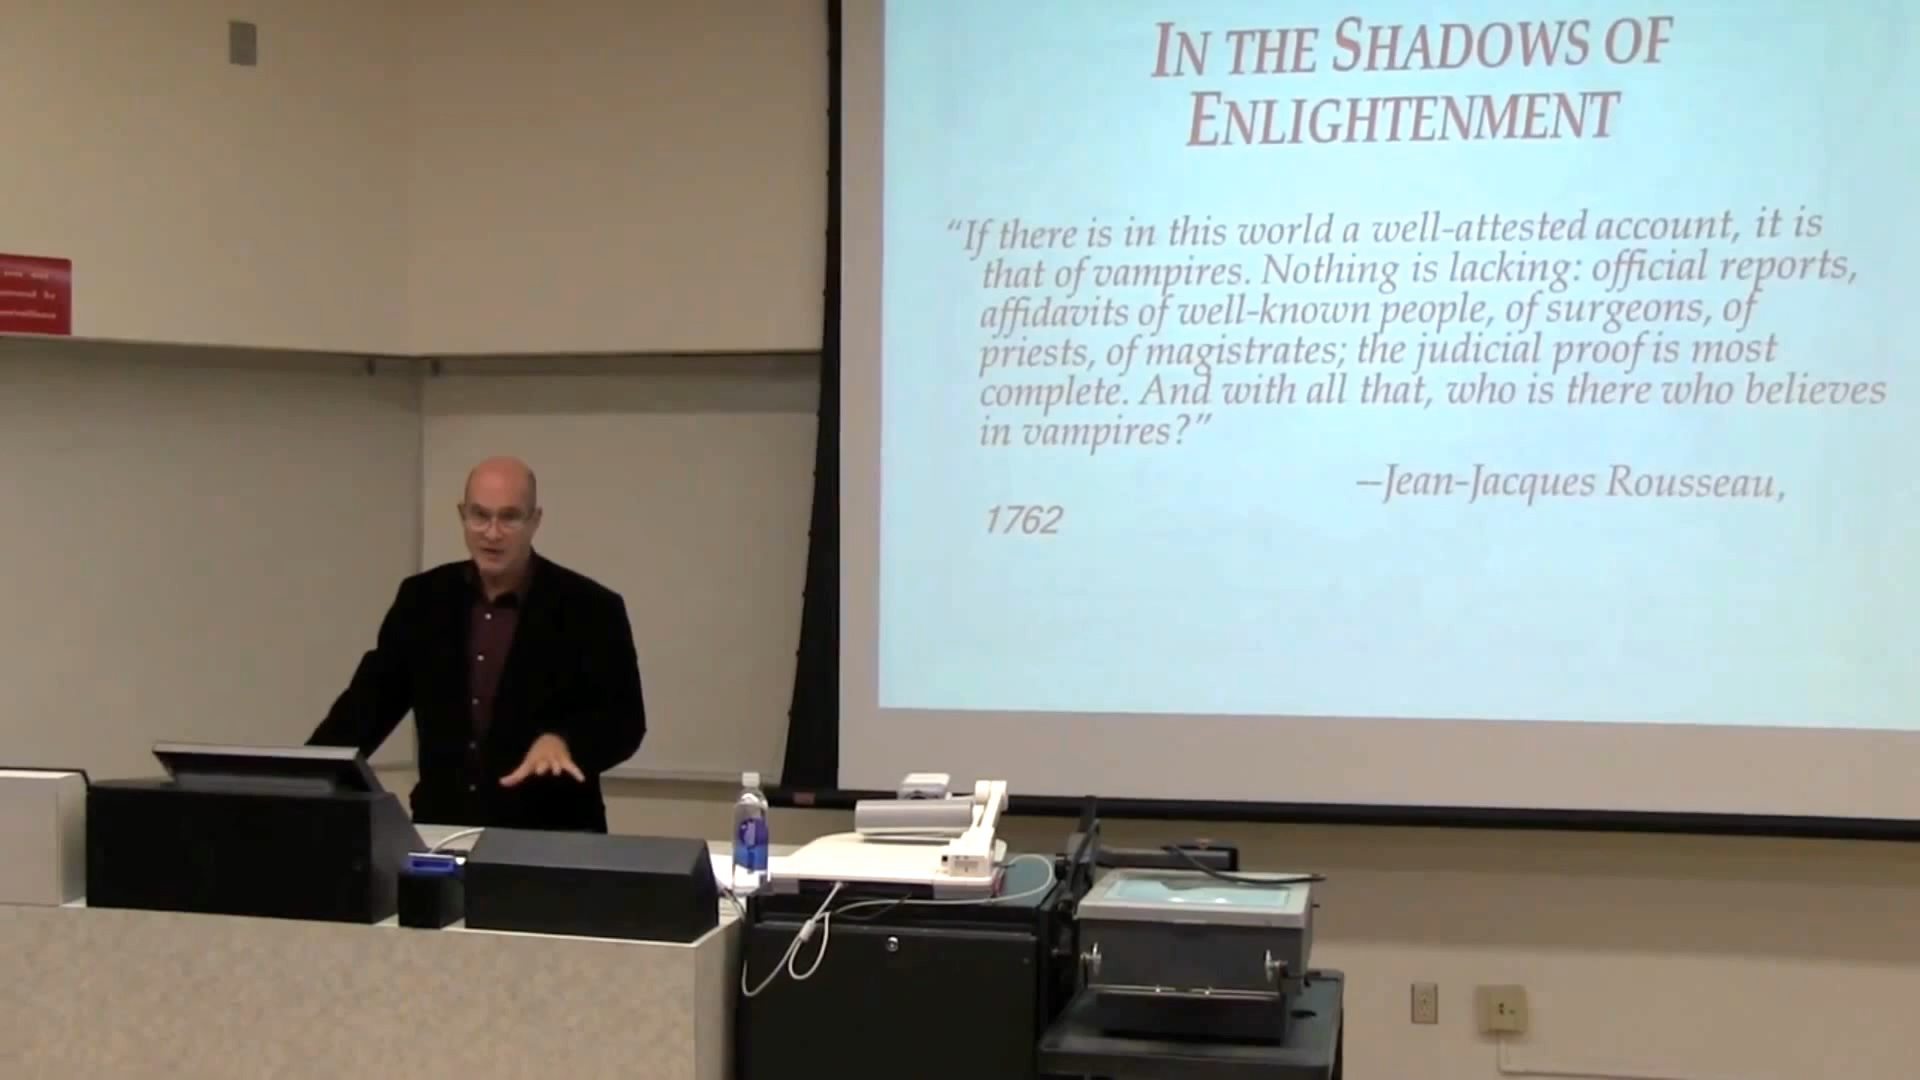 IN THE SHADOWS OF
ENLIGHTENMENT
“If there is in this world a well-attested account, it is
that of vampires. Nothing is lacking: official reports,
affidavits of well-known people, of surgeons, of
priests, of magistrates; the judicial proof is most
complete. And with all that, who is there who believes
in vampires?”
–Jean-Jacques Rousseau,
1762